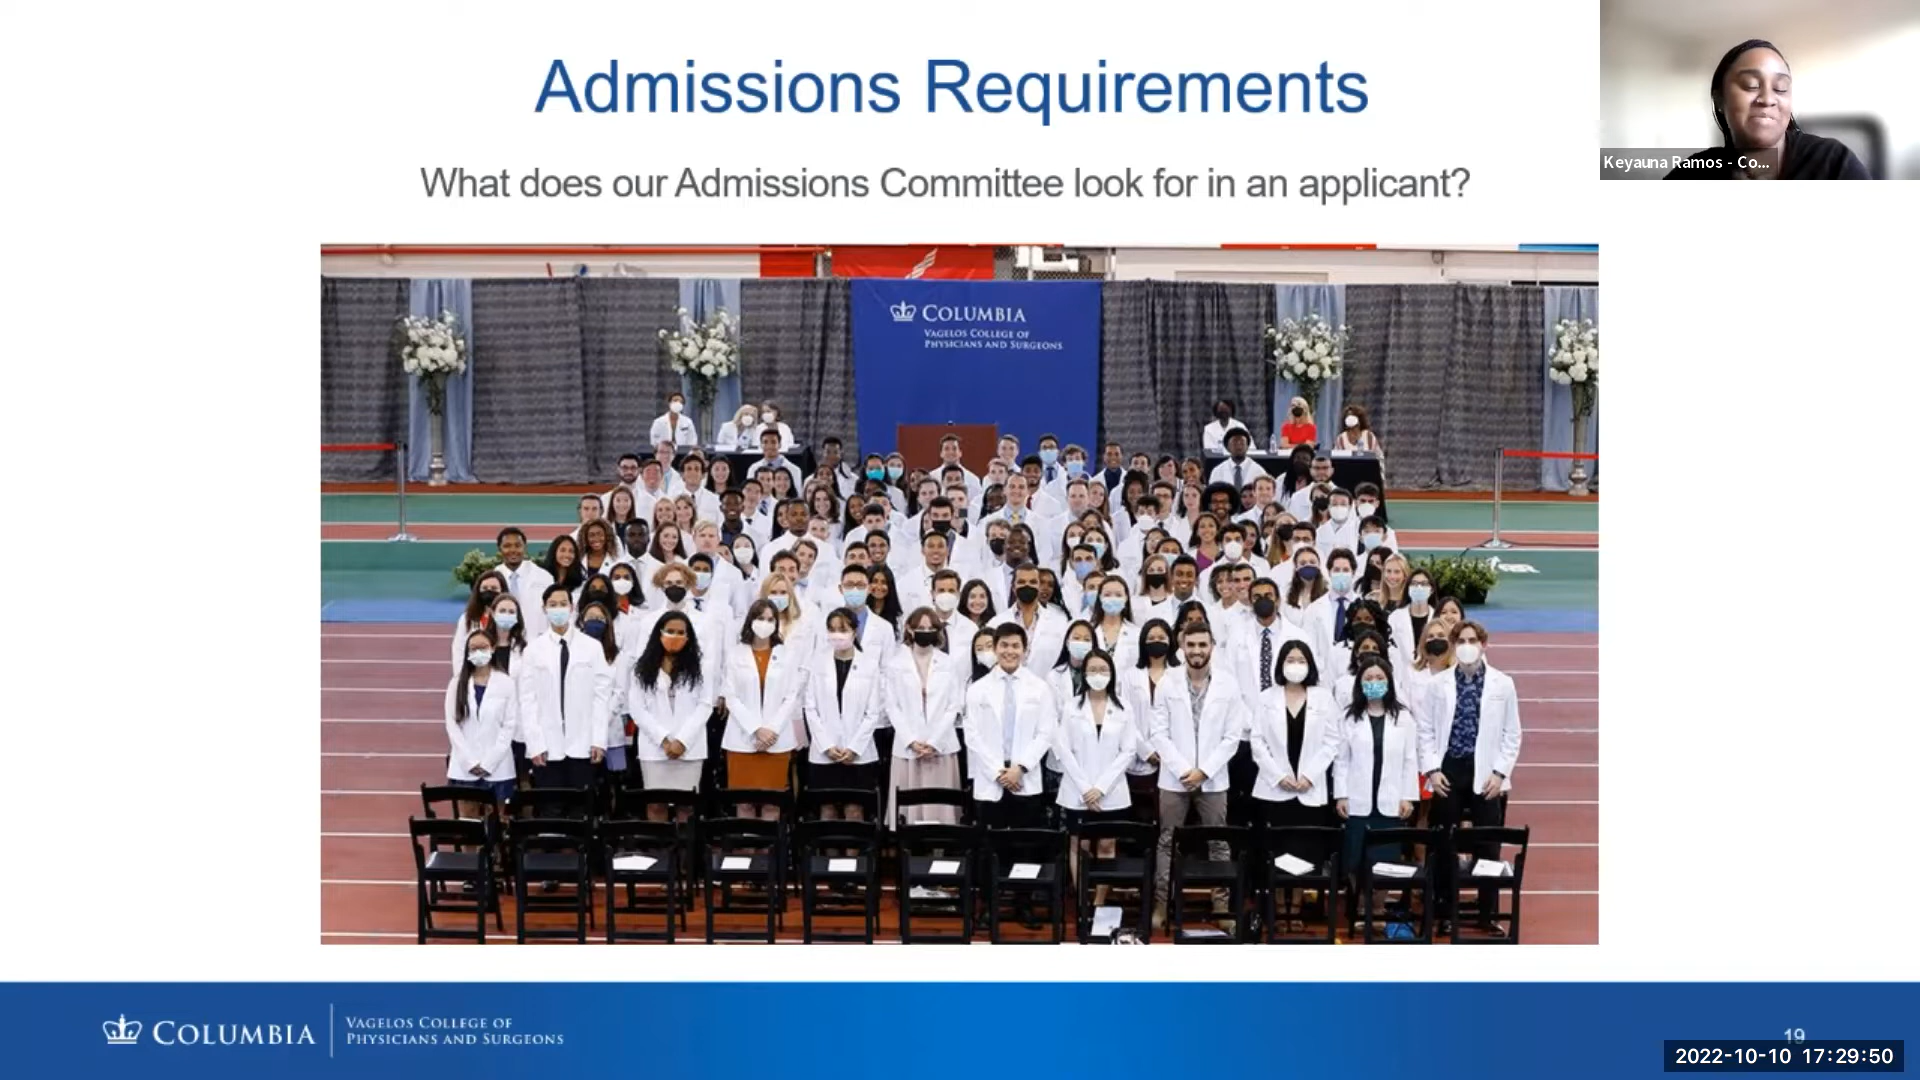 Admissions Requirements
What does our Admissions Committee look for in an applicant?
Keyauna Ramos - Co...
COLUMBIA
VAGELOS COLLEGE OF
PHYSICIANS AND SURGEONS
COLUMBIA
VAGELOS COLLEGE OF
PHYSICIANS AND SURGEONS
19
2022-10-10 17:29:50